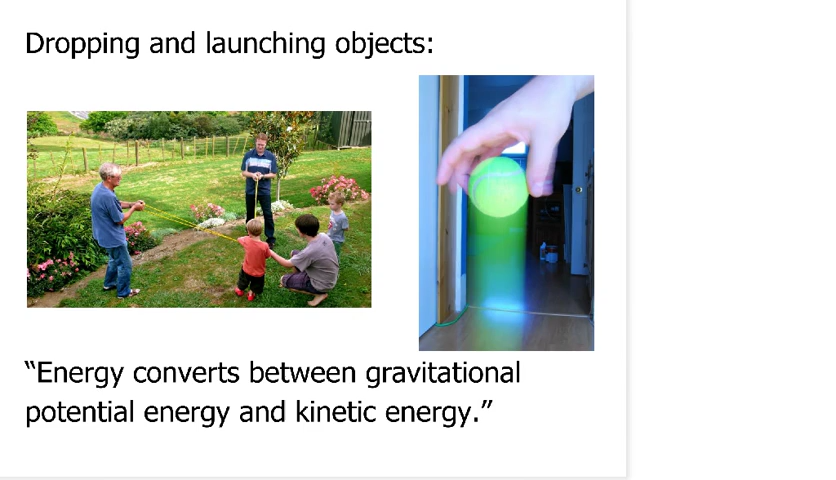 Dropping and launching objects:
“Energy converts between gravitational
potential energy and kinetic energy.”